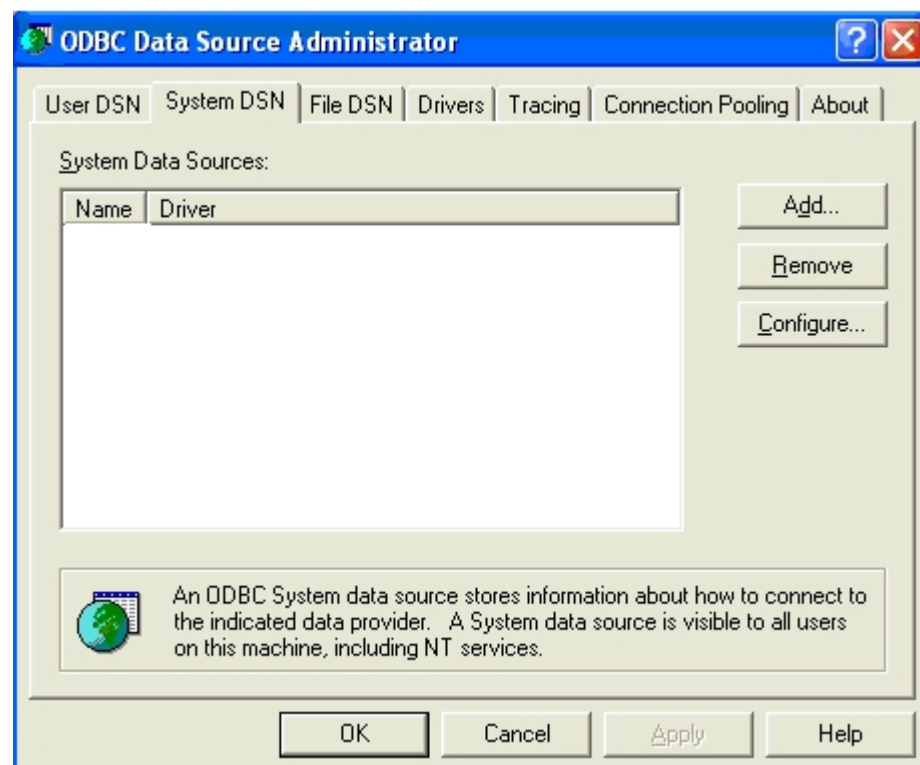 ODBC Data Source Administrator
User DSN System DSN File DSN Drivers Tracing Connection Pooling About
System Data Sources:
Name Driver
Add...
Remove
Configure...
An ODBC System data source stores information about how to connect to
the indicated data provider. A System data source is visible to all users
on this machine, including NT services.
OK Cancel Apply Help